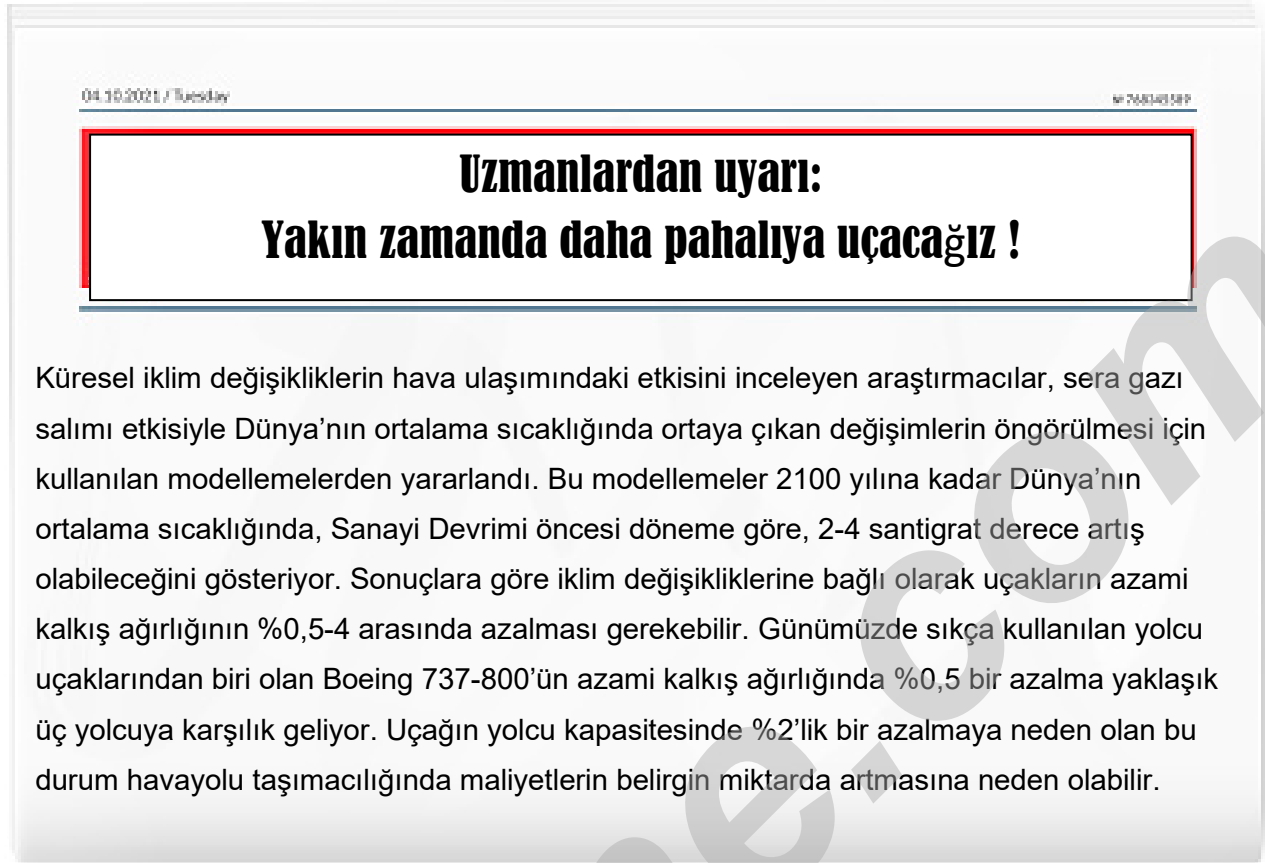 04.10.2021 / Tuesday
Uzmanlardan uyarı:
Yakın zamanda daha pahalıya uçacağız !
Küresel iklim değişikliklerin hava ulaşımındaki etkisini inceleyen araştırmacılar, sera gazı
salımı etkisiyle Dünya’nın ortalama sıcaklığında ortaya çıkan değişimlerin öngörülmesi için
kullanılan modellemelerden yararlandı. Bu modellemeler 2100 yılına kadar Dünya’nın
ortalama sıcaklığında, Sanayi Devrimi öncesi döneme göre, 2-4 santigrat derece artış
olabileceğini gösteriyor. Sonuçlara göre iklim değişikliklerine bağlı olarak uçakların azami
kalkış ağırlığının %0,5-4 arasında azalması gerekebilir. Günümüzde sıkça kullanılan yolcu
uçaklarından biri olan Boeing 737-800’ün azami kalkış ağırlığında %0,5 bir azalma yaklaşık
üç yolcuya karşılık geliyor. Uçağın yolcu kapasitesinde %2’lik bir azalmaya neden olan bu
durum havayolu taşımacılığında maliyetlerin belirgin miktarda artmasına neden olabilir.